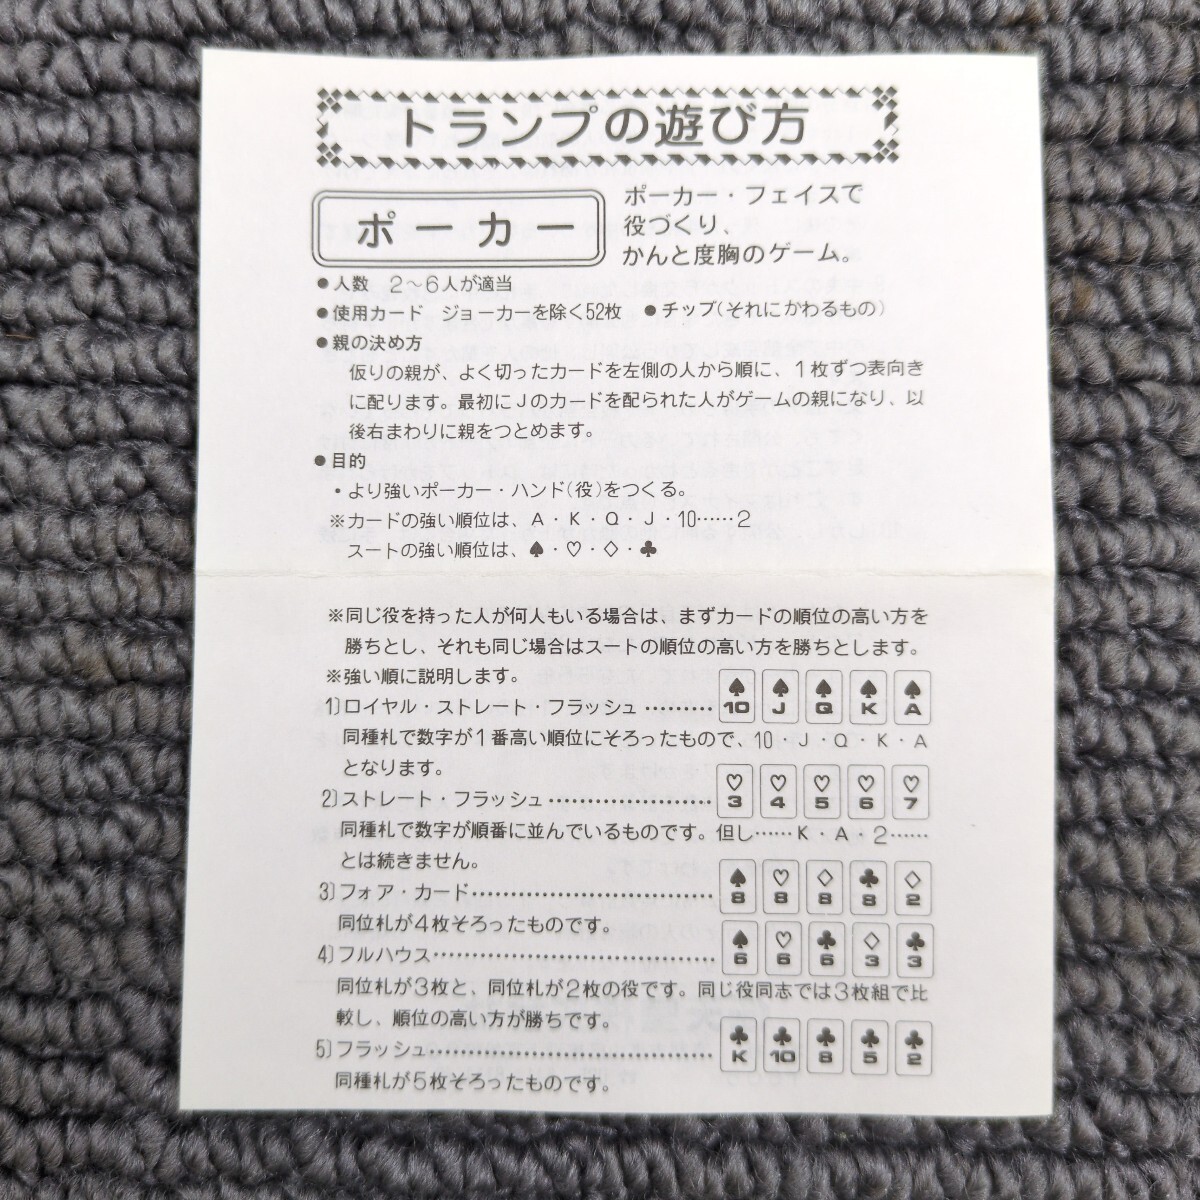 トランプの遊び方
ポーカー
ポーカー・フェイスで
役づくり、
かんと度胸のゲーム。
●人数　2〜6人が適当
●使用カード　ジョーカーを除く52枚　●チップ(それにかわるもの)
●親の決め方
仮りの親が、よく切ったカードを左側の人から順に、1枚ずつ表向き
に配ります。最初にJのカードを配られた人がゲームの親になり、以
後右まわりに親をつとめます。
●目的
・より強いポーカー・ハンド(役)をつくる。
※カードの強い順位は、A・K・Q・J・10……2
スートの強い順位は、♠・♡・◇・♣
※同じ役を持った人が何人もいる場合は、まずカードの順位の高い方を
勝ちとし、それも同じ場合はスートの順位の高い方を勝ちとします。
※強い順に説明します。
1〕ロイヤル・ストレート・フラッシュ ……… ♠10 ♠J ♠Q ♠K ♠A
同種札で数字が1番高い順位にそろったもので、10・J・Q・K・A
となります。
2〕ストレート・フラッシュ ………………… ♡3 ♡4 ♡5 ♡6 ♡7
同種札で数字が順番に並んでいるものです。但し……K・A・2……
とは続きません。
3〕フォア・カード………………………… ♠8 ♡8 ◇8 ♣8 ◇2
同位札が4枚そろったものです。
4〕フルハウス……………………………… ♠6 ♡6 ♣6 ◇3 ♣3
同位札が3枚と、同位札が2枚の役です。同じ役同志では3枚組で比
較し、順位の高い方が勝ちです。
5〕フラッシュ……………………………… ♣K ♣10 ♣8 ♣5 ♣2
同種札が5枚そろったものです。